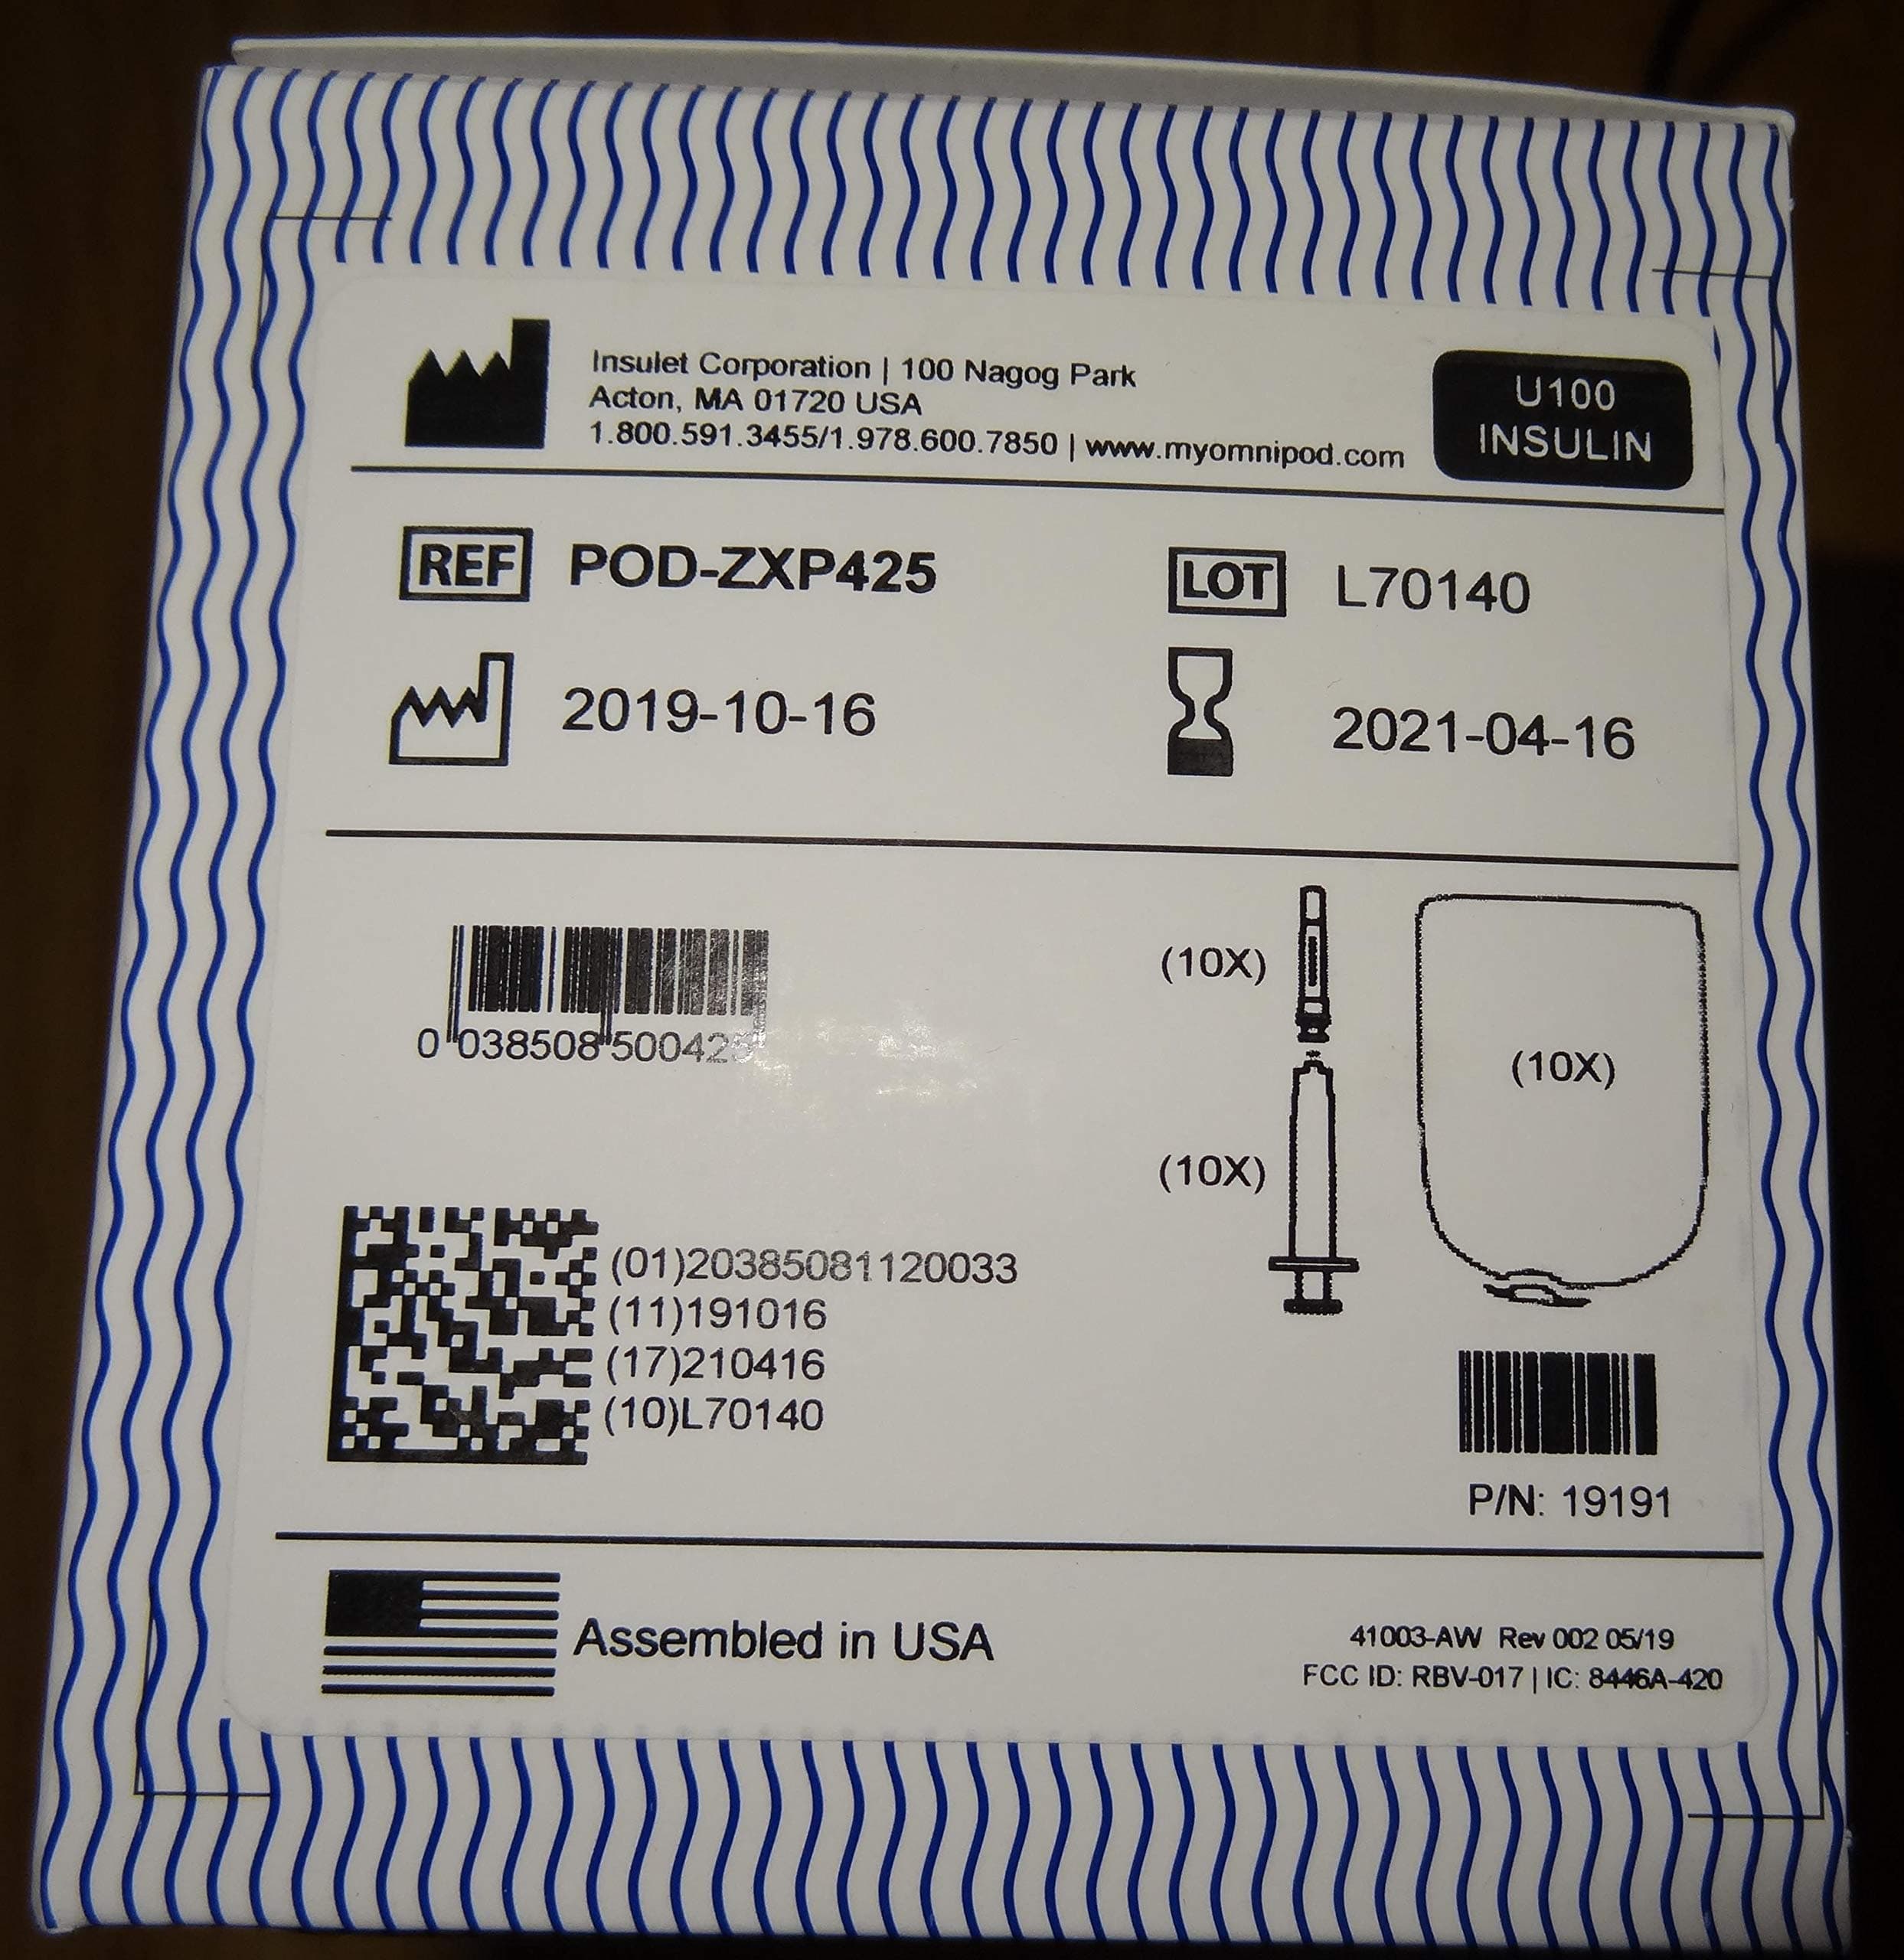 Insulet Corporation | 100 Nagog Park
Acton, MA 01720 USA
1.800.591.3455/1.978.600.7850 | www.myomnipod.com
U100
INSULIN
REF POD-ZXP425
LOT L70140
2019-10-16
2021-04-16
(10X)
(10X)
(10X)
0 038508 500425
(01)20385081120033
(11)191016
(17)210416
(10)L70140
P/N: 19191
Assembled in USA
41003-AW Rev 002 05/19
FCC ID: RBV-017 | IC: 8446A-420